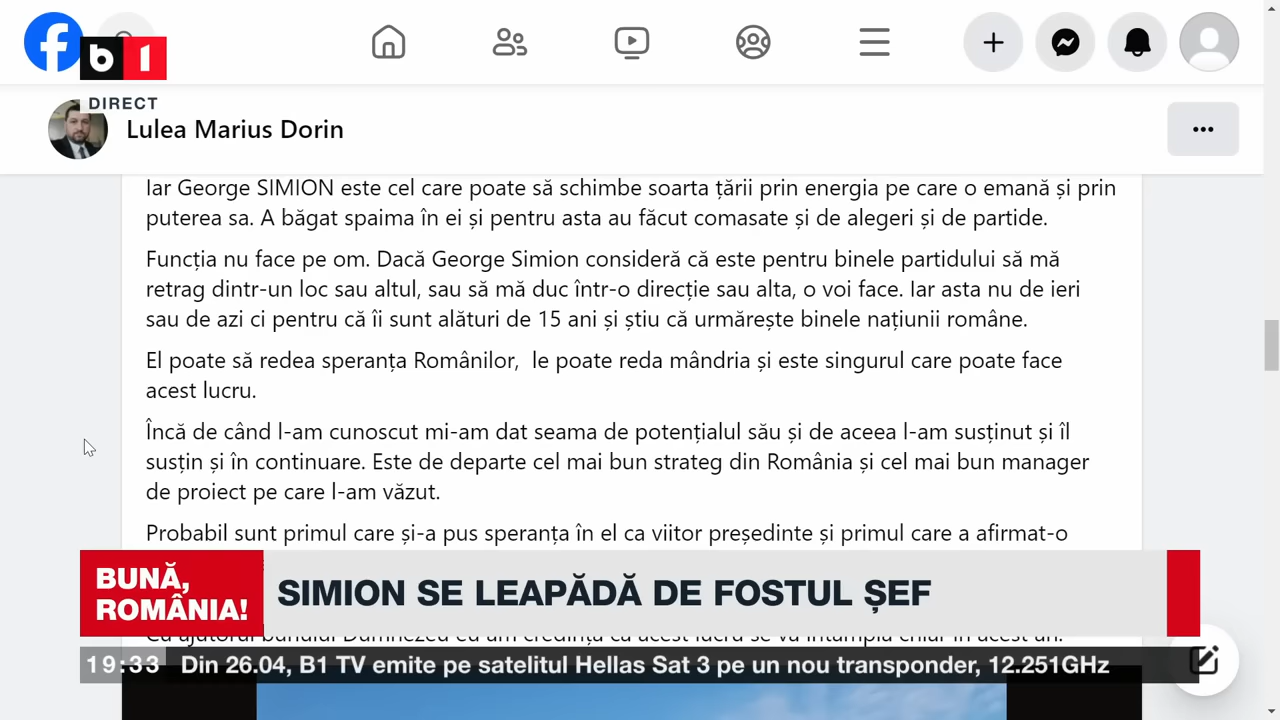 b1
DIRECT
Lulea Marius Dorin
Iar George SIMION este cel care poate să schimbe soarta țării prin energia pe care o emană și prin
puterea sa. A băgat spaima în ei și pentru asta au făcut comasate și de alegeri și de partide.
Funcția nu face pe om. Dacă George Simion consideră că este pentru binele partidului să mă
retrag dintr-un loc sau altul, sau să mă duc într-o direcție sau alta, o voi face. Iar asta nu de ieri
sau de azi ci pentru că îi sunt alături de 15 ani și știu că urmărește binele națiunii române.
El poate să redea speranța Românilor,  le poate reda mândria și este singurul care poate face
acest lucru.
Încă de când l-am cunoscut mi-am dat seama de potențialul său și de aceea l-am susținut și îl
susțin și în continuare. Este de departe cel mai bun strateg din România și cel mai bun manager
de proiect pe care l-am văzut.
Probabil sunt primul care și-a pus speranța în el ca viitor președinte și primul care a afirmat-o
BUNĂ,
ROMÂNIA!
SIMION SE LEAPĂDĂ DE FOSTUL ȘEF
19:33 Din 26.04, B1 TV emite pe satelitul Hellas Sat 3 pe un nou transponder, 12.251GHz